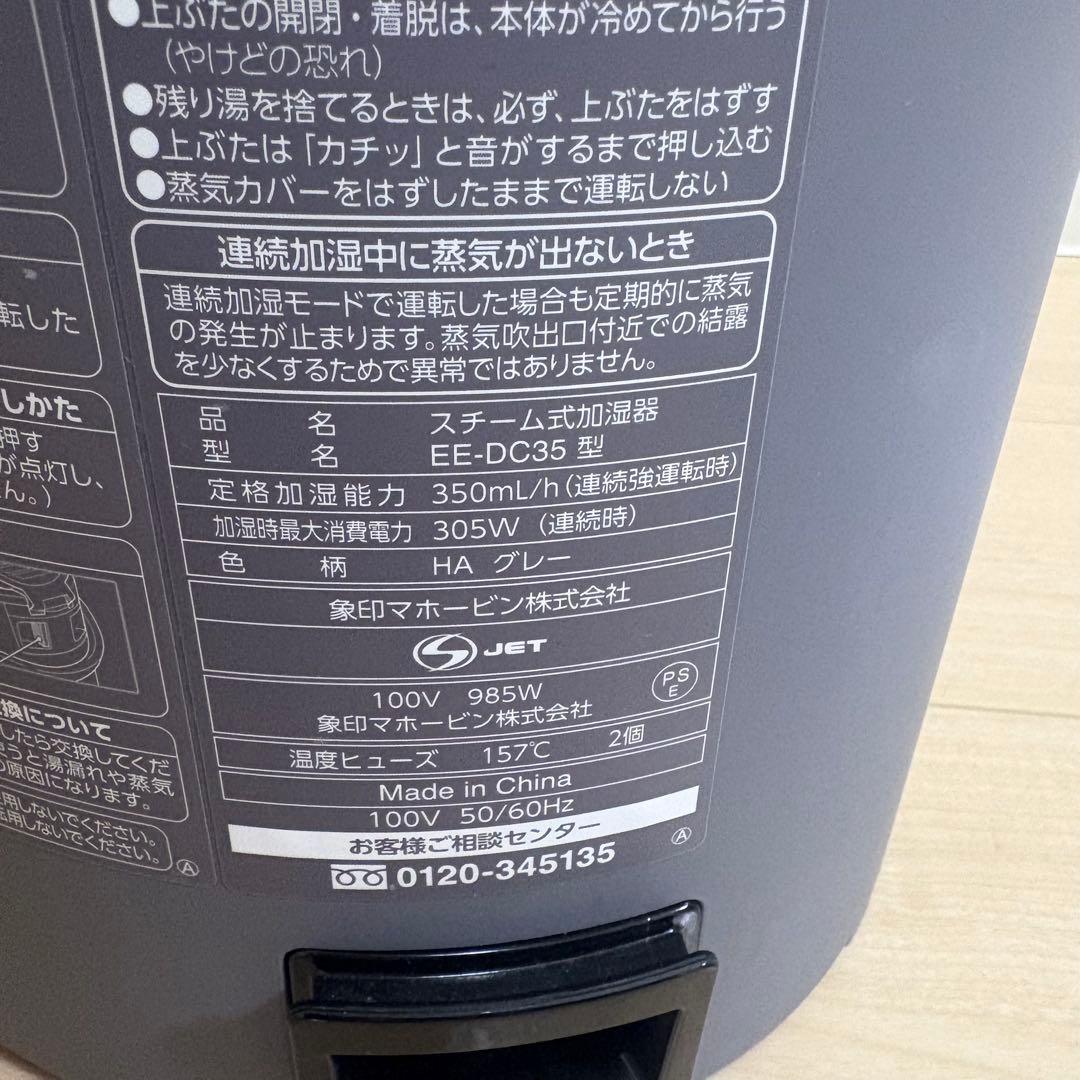 ●上ぶたの開閉・着脱は、本体が冷めてから行う
(やけどの恐れ)
●残り湯を捨てるときは、必ず、上ぶたをはずす
●上ぶたは「カチッ」と音がするまで押し込む
●蒸気カバーをはずしたままで運転しない
連続加湿中に蒸気が出ないとき
連続加湿モードで運転した場合も定期的に蒸気
の発生が止まります。蒸気吹出口付近での結露
を少なくするためで異常ではありません。
品名 スチーム式加湿器
型名 EE-DC35 型
定格加湿能力 350mL/h(連続強運転時)
加湿時最大消費電力 305W (連続時)
色柄 HA グレー
象印マホービン株式会社
JET
100V 985W
PSE
象印マホービン株式会社
温度ヒューズ 157℃ 2個
Made in China
100V 50/60Hz
お客様ご相談センター
Ⓐ
0120-345135
転した
しかた
押す
が点灯し、
せん。)
換について
したら交換してくだ
うと湯漏れや蒸気
の原因になります。
用しないでください。
用しないでください。
Ⓐ